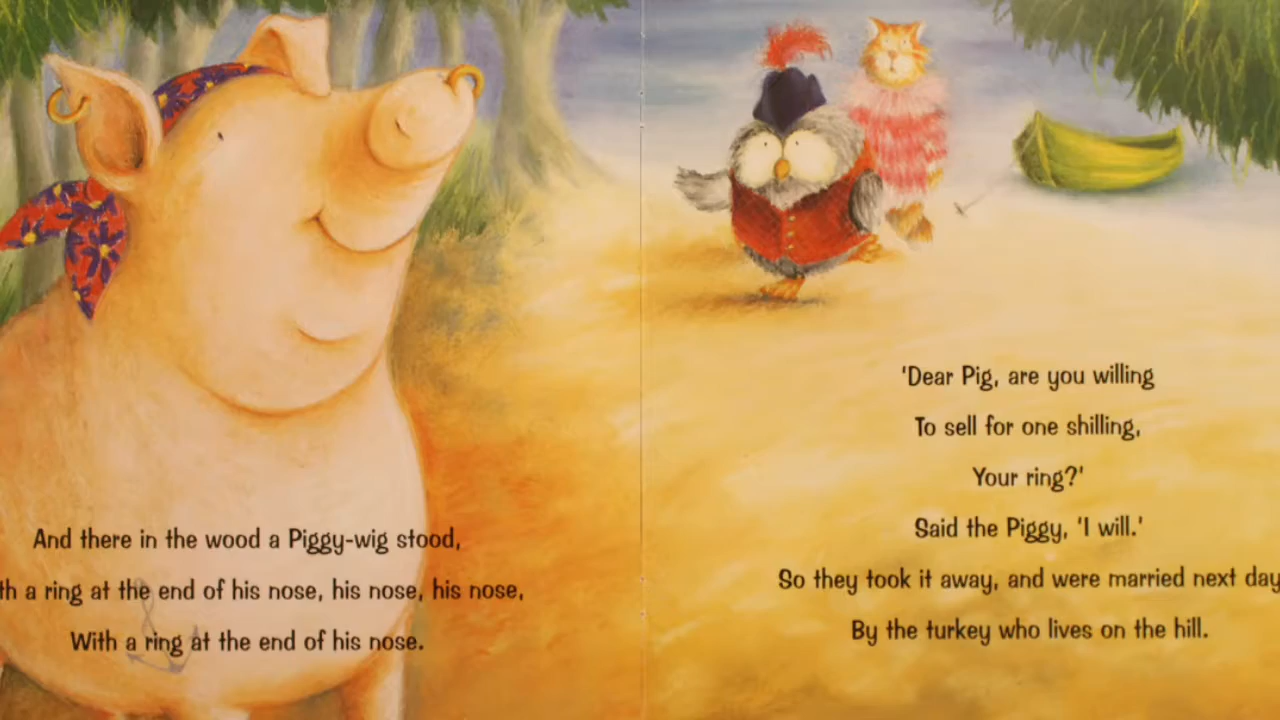 And there in the wood a Piggy-wig stood,
th a ring at the end of his nose, his nose, his nose,
With a ring at the end of his nose.
'Dear Pig, are you willing
To sell for one shilling,
Your ring?'
Said the Piggy, 'I will.'
So they took it away, and were married next day
By the turkey who lives on the hill.